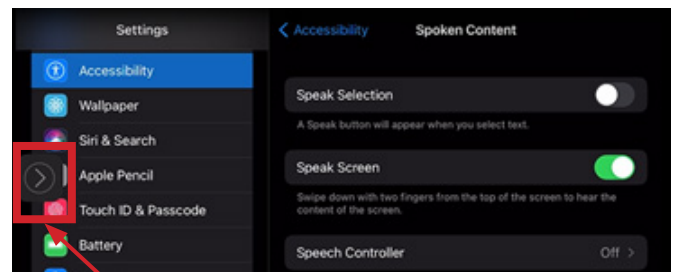 Settings
Accessibility
Wallpaper
Siri & Search
Apple Pencil
Touch ID & Passcode
Battery
Accessibility
Spoken Content
Speak Selection
A Speak button will appear when you select text.
Speak Screen
Swipe down with two fingers from the top of the screen to hear the
content of the screen.
Speech Controller
Off